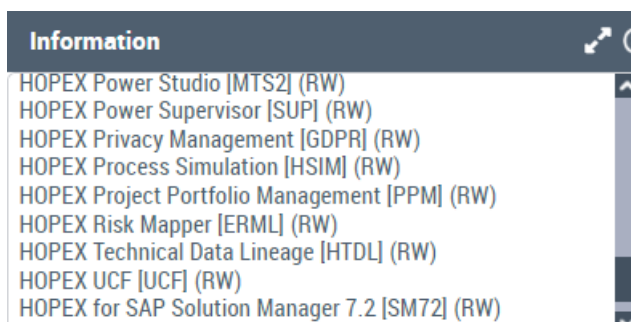 Information
HOPEX Power Studio [MTS2] (RW)
HOPEX Power Supervisor [SUP] (RW)
HOPEX Privacy Management [GDPR] (RW)
HOPEX Process Simulation [HSIM] (RW)
HOPEX Project Portfolio Management [PPM] (RW)
HOPEX Risk Mapper [ERML] (RW)
HOPEX Technical Data Lineage [HTDL] (RW)
HOPEX UCF [UCF] (RW)
HOPEX for SAP Solution Manager 7.2 [SM72] (RW)